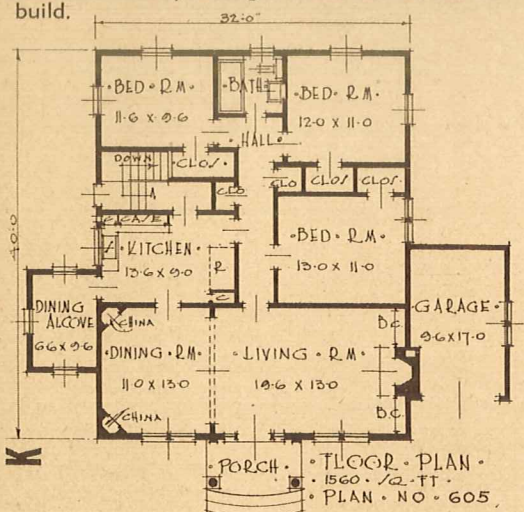 build.
32'-0"
BED • RM •
11-6 X 9-6
BATH
BED • RM •
12-0 X 11-0
HALL
DOWN
CLOS •
CLO
CLOS
CLOS •
CLO
40-0
C CASE
S
• KITCHEN •
13-6 X 9-0
R
C
BED • RM •
13-0 X 11-0
DINING
ALCOVE
6-6 X 9-6
CHINA
• GARAGE •
9-6 X 17-0
B.C.
• DINING • RM •
11-0 X 13-0
LIVING • RM
19-6 X 13-0
CHINA
B.C.
K
• PORCH •
• FLOOR • PLAN •
• 1560 • SQ • FT •
• PLAN • NO • 605